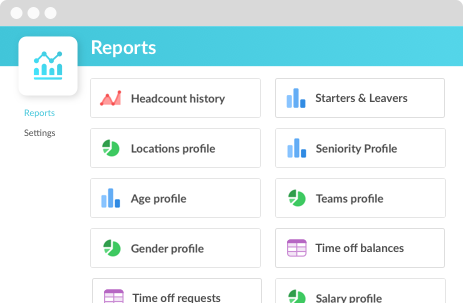 Reports
Reports
Settings
Headcount history
Starters & Leavers
Locations profile
Seniority Profile
Age profile
Teams profile
Gender profile
Time off balances
Time off requests
Salary profile